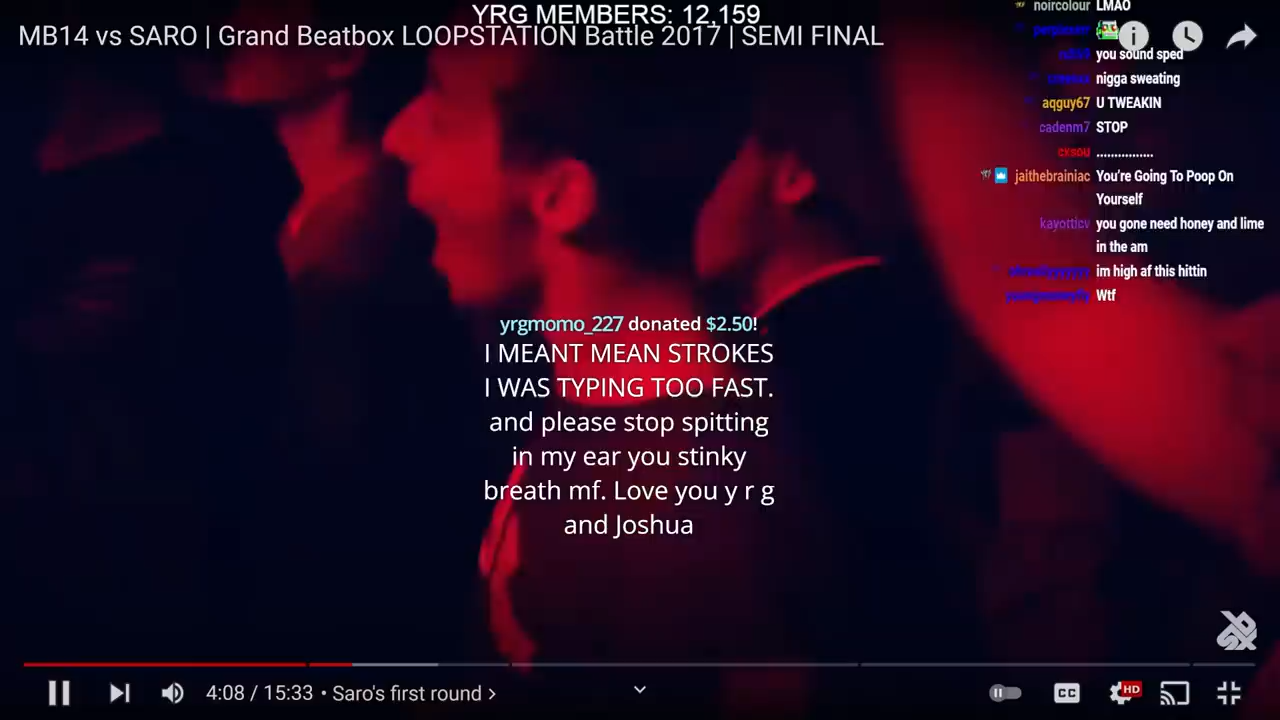 YRG MEMBERS: 12,159
MB14 vs SARO | Grand Beatbox LOOPSTATION Battle 2017 | SEMI FINAL
noircolour LMAO
you sound sped
nigga sweating
aqguy67 U TWEAKIN
cadenm7 STOP
cxsou ................
jaithebrainiac You're Going To Poop On
Yourself
kayotticv you gone need honey and lime
in the am
im high af this hittin
Wtf
yrgmomo_227 donated $2.50!
I MEANT MEAN STROKES
I WAS TYPING TOO FAST.
and please stop spitting
in my ear you stinky
breath mf. Love you y r g
and Joshua
4:08 / 15:33 • Saro's first round >
CC
HD